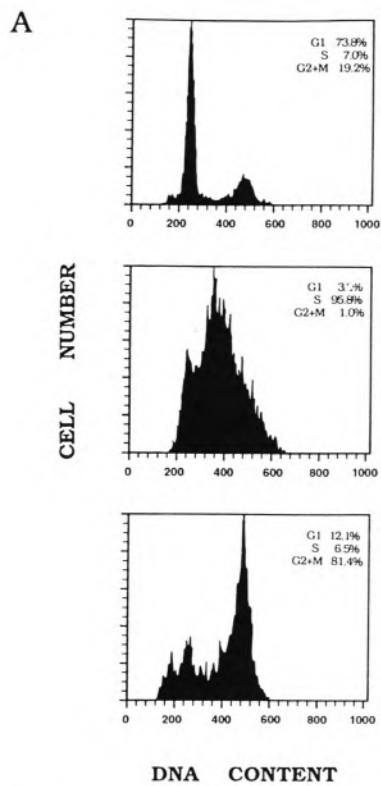 A
G1 73.8%
S 7.0%
G2+M 19.2%
0 200 400 600 800 1000
G1
S 95.8%
G2+M 1.0%
0 200 400 600 800 1000
G1 12.1%
S 6.5%
G2+M 81.4%
0 200 400 600 800 1000
CELL NUMBER
DNA CONTENT